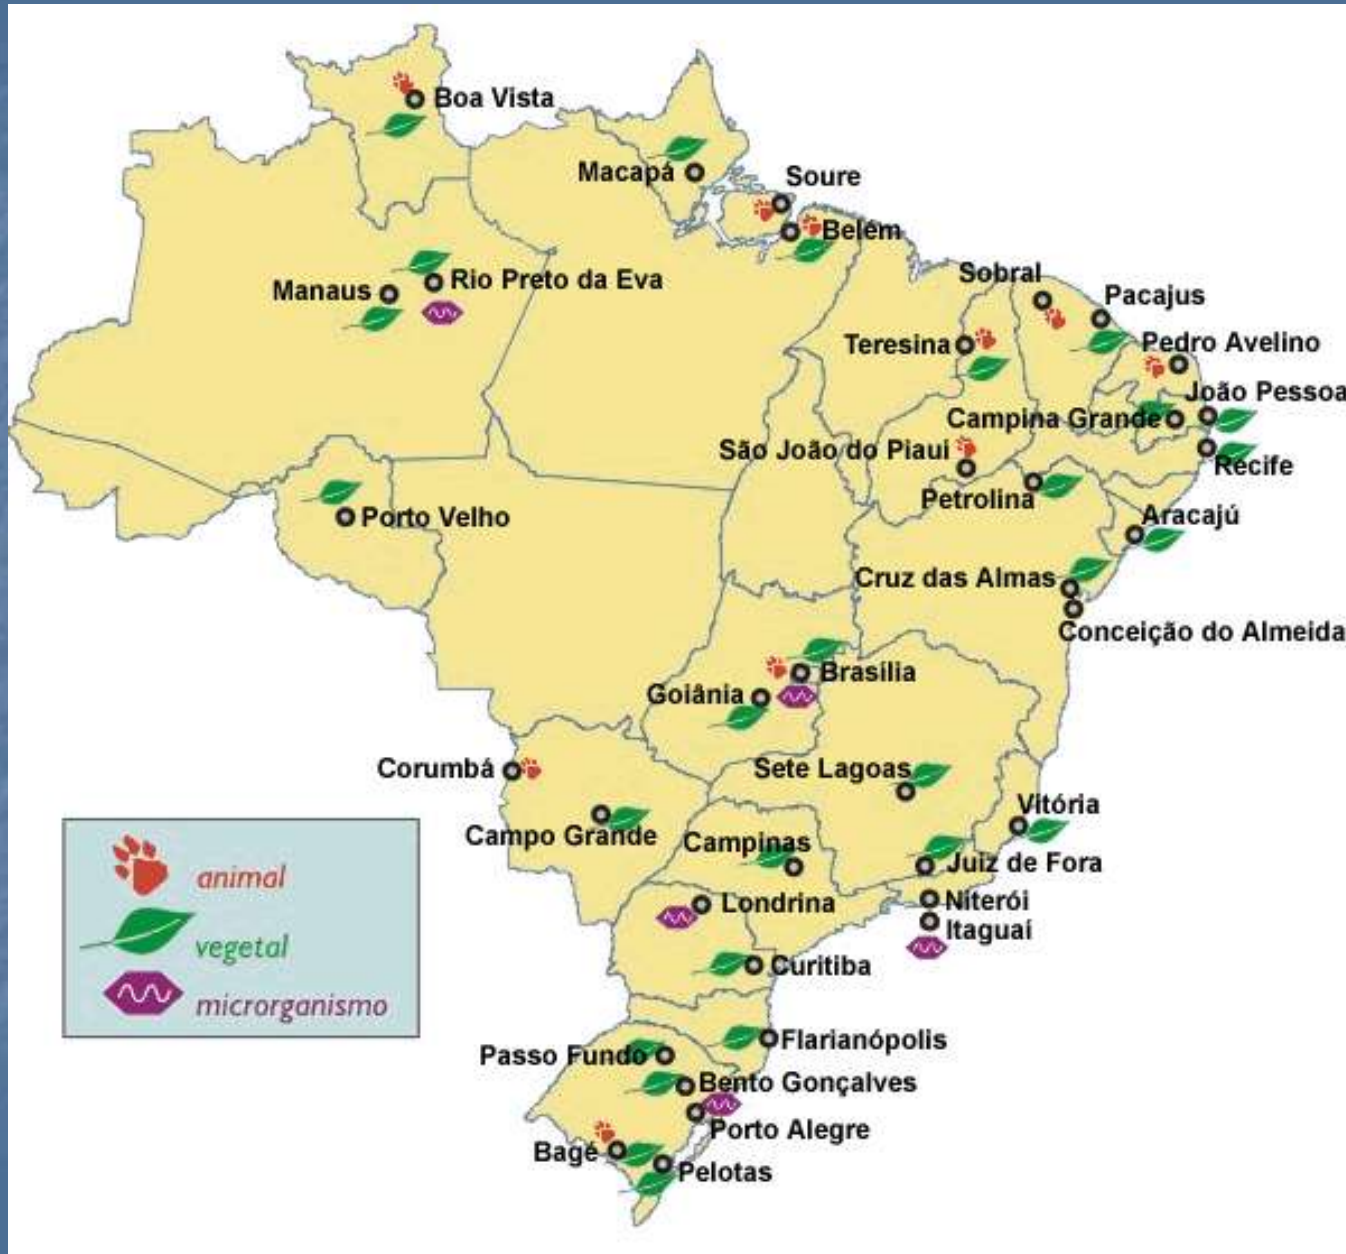 Boa Vista
Macapá
Soure
Belém
Manaus
Rio Preto da Eva
Sobral
Pacajus
Teresina
Pedro Avelino
João Pessoa
Campina Grande
São João do Piaui
Recife
Petrolina
Porto Velho
Aracajú
Cruz das Almas
Conceição do Almeida
Brasília
Goiânia
Corumbá
Sete Lagoas
Vitória
Campo Grande
Campinas
Juiz de Fora
Londrina
Niterói
Itaguaí
Curitiba
Flarianópolis
Passo Fundo
Bento Gonçalves
Porto Alegre
Bagé
Pelotas
animal
vegetal
microrganismo